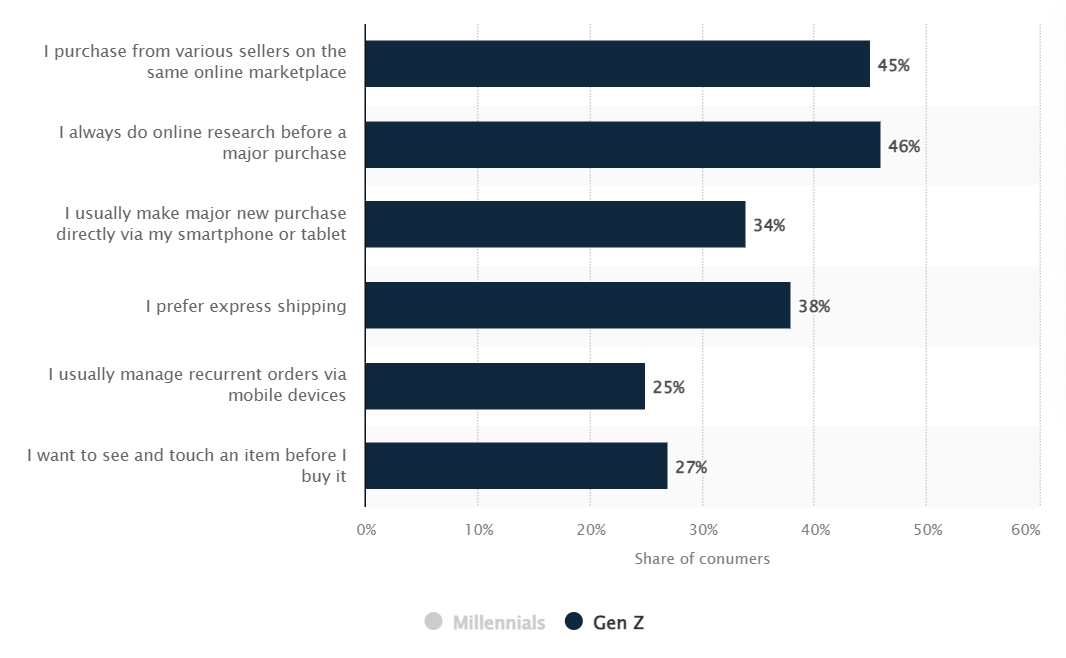 I purchase from various sellers on the
same online marketplace
45%
I always do online research before a
major purchase
46%
I usually make major new purchase
directly via my smartphone or tablet
34%
I prefer express shipping
38%
I usually manage recurrent orders via
mobile devices
25%
I want to see and touch an item before I
buy it
27%
0% 10% 20% 30% 40% 50% 60%
Share of conumers
Millennials Gen Z